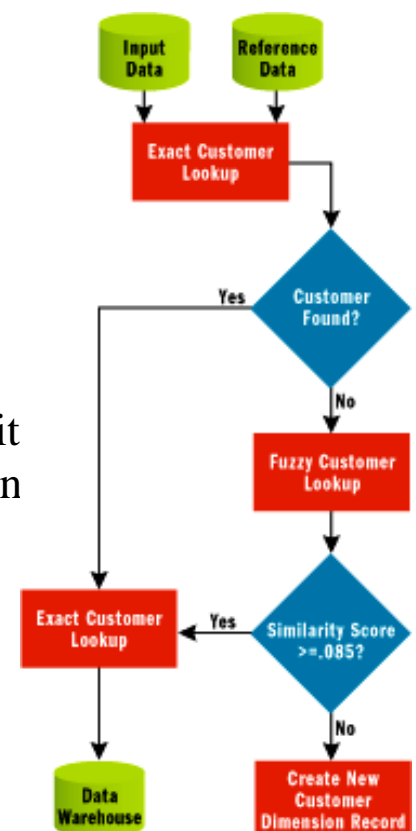 Input
Data
Reference
Data
Exact Customer
Lookup
Yes
Customer
Found?
No
it
n
Fuzzy Customer
Lookup
Exact Customer
Lookup
Yes
Similarity Score
>=.085?
No
Data
Warehouse
Create New
Customer
Dimension Record